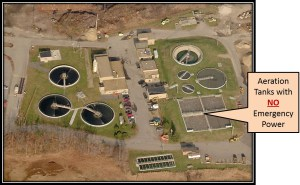 Aeration
Tanks with
NO
Emergency
Power